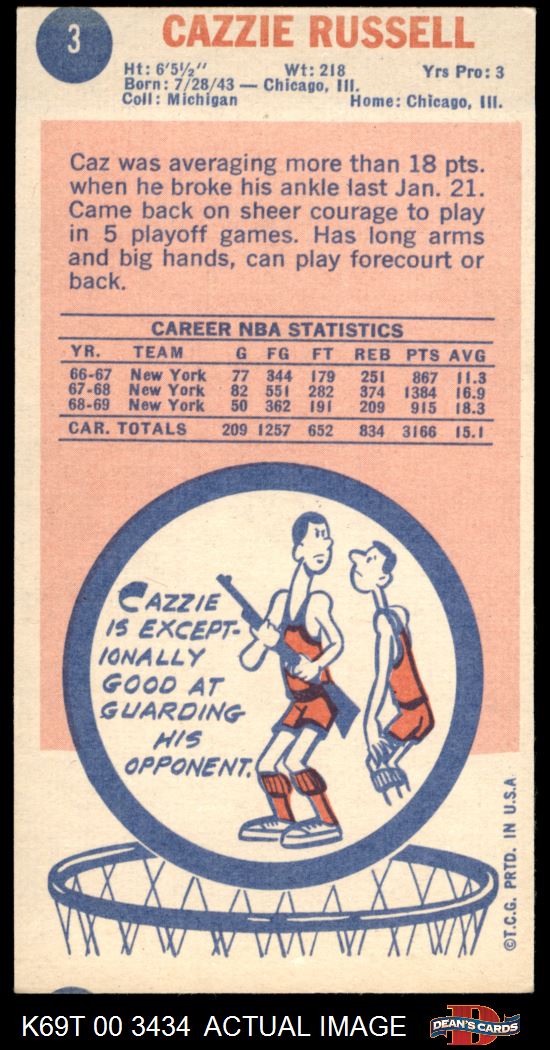 3
CAZZIE RUSSELL
Ht: 6'5½" Wt: 218 Yrs Pro: 3
Born: 7/28/43 — Chicago, Ill.
Coll: Michigan Home: Chicago, Ill.
Caz was averaging more than 18 pts.
when he broke his ankle last Jan. 21.
Came back on sheer courage to play
in 5 playoff games. Has long arms
and big hands, can play forecourt or
back.
CAREER NBA STATISTICS
YR. TEAM G FG FT REB PTS AVG
66-67 New York 77 344 179 251 867 11.3
67-68 New York 82 551 282 374 1384 16.9
68-69 New York 50 362 191 209 915 18.3
CAR. TOTALS 209 1257 652 834 3166 15.1
CAZZIE
IS EXCEPT-
IONALLY
GOOD AT
GUARDING
HIS
OPPONENT.
©T.C.G. PRTD. IN U.S.A
K69T 00 3434 ACTUAL IMAGE
D
DEAN'S CARDS